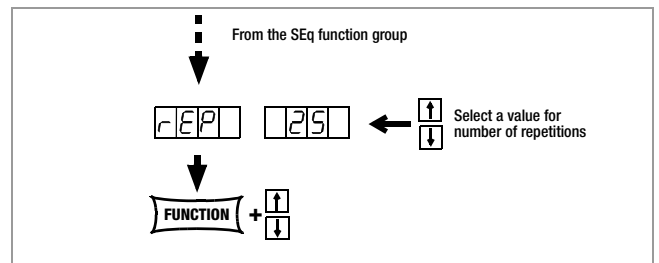 From the SEq function group
rEP 25
Select a value for
number of repetitions
FUNCTION +